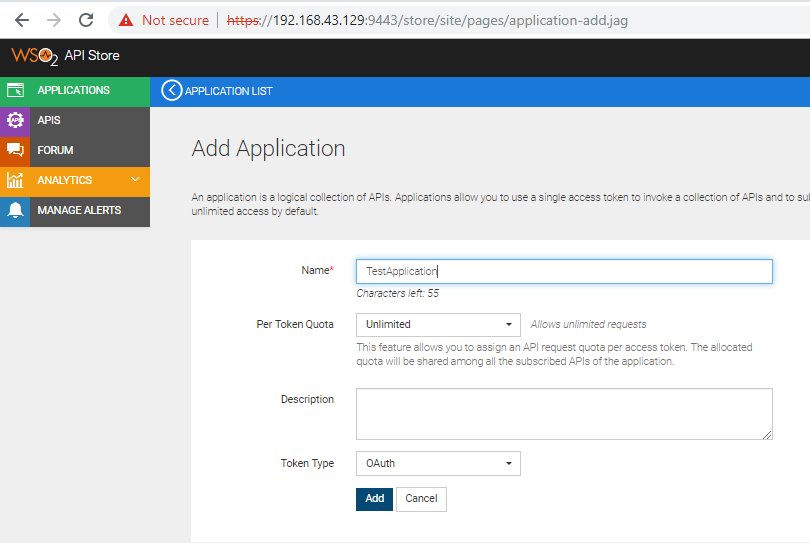 Not secure https://192.168.43.129:9443/store/site/pages/application-add.jag
WSO2 API Store
APPLICATIONS
APPLICATION LIST
APIS
FORUM
ANALYTICS
MANAGE ALERTS
Add Application
An application is a logical collection of APIs. Applications allow you to use a single access token to invoke a collection of APIs and to sub
unlimited access by default.
Name* TestApplication
Characters left: 55
Per Token Quota Unlimited Allows unlimited requests
This feature allows you to assign an API request quota per access token. The allocated
quota will be shared among all the subscribed APIs of the application.
Description
Token Type OAuth
Add Cancel